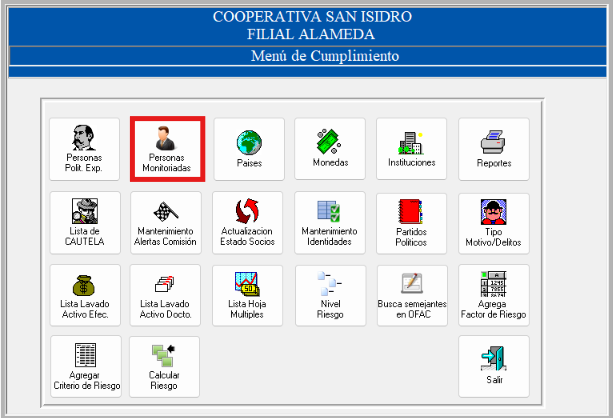 COOPERATIVA SAN ISIDRO
FILIAL ALAMEDA
Menú de Cumplimiento
Personas
Polit. Exp.
Personas
Monitoriadas
Paises
Monedas
Instituciones
Reportes
Lista de
CAUTELA
Mantenimiento
Alertas Comisión
Actualizacion
Estado Socios
Mantenimiento
Identidades
Partidos
Políticos
Tipo
Motivo/Delitos
Lista Lavado
Activo Efec.
Lista Lavado
Activo Docto.
Lista Hoja
Multiples
Nivel
Riesgo
Busca semejantes
en OFAC
Agrega
Factor de Riesgo
Agregar
Criterio de Riesgo
Calcular
Riesgo
Salir